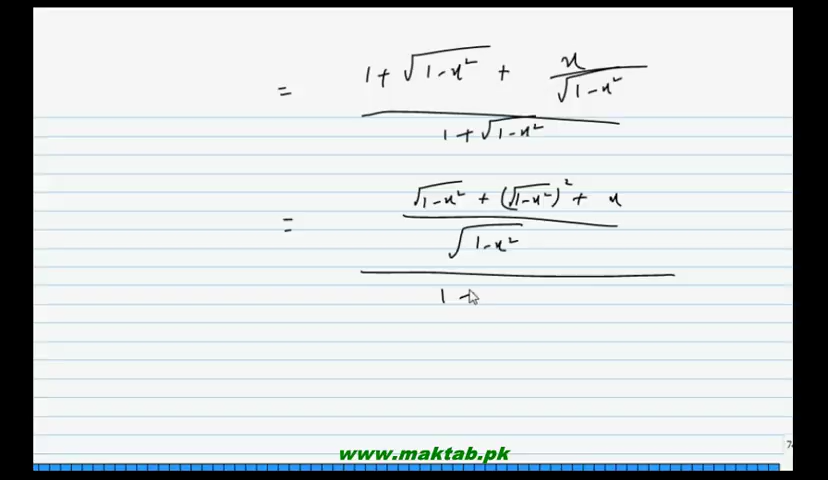 = (1 + √(1-x²) + x/√(1-x²)) / (1 + √(1-x²))
= ((√(1-x²) + (√(1-x²))² + x) / √(1-x²)) / (1 +
www.maktab.pk